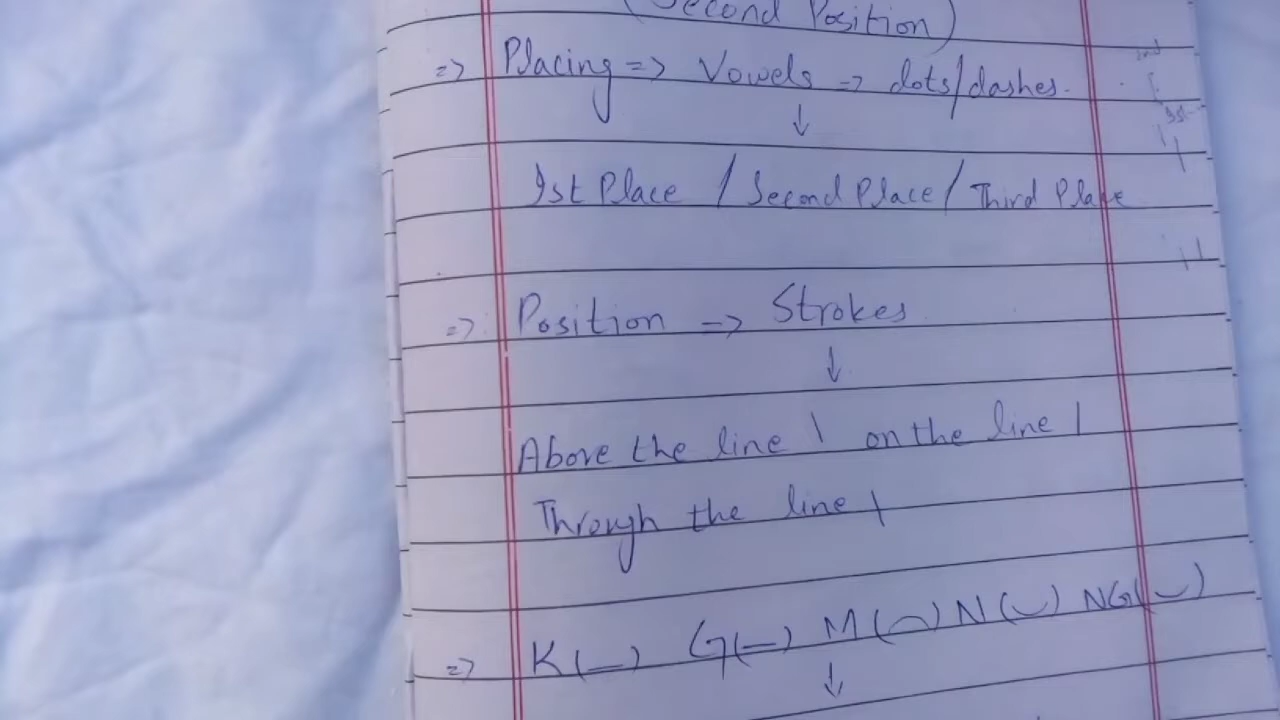 (Second Position)
=> Placing => Vowels => dots/dashes.
↓
1st Place / Second Place / Third Place
=> Position => Strokes
↓
Above the line \ on the line |
Through the line \
=> K(—) G(—) M(⌒) N(‿) NG(‿)
↓